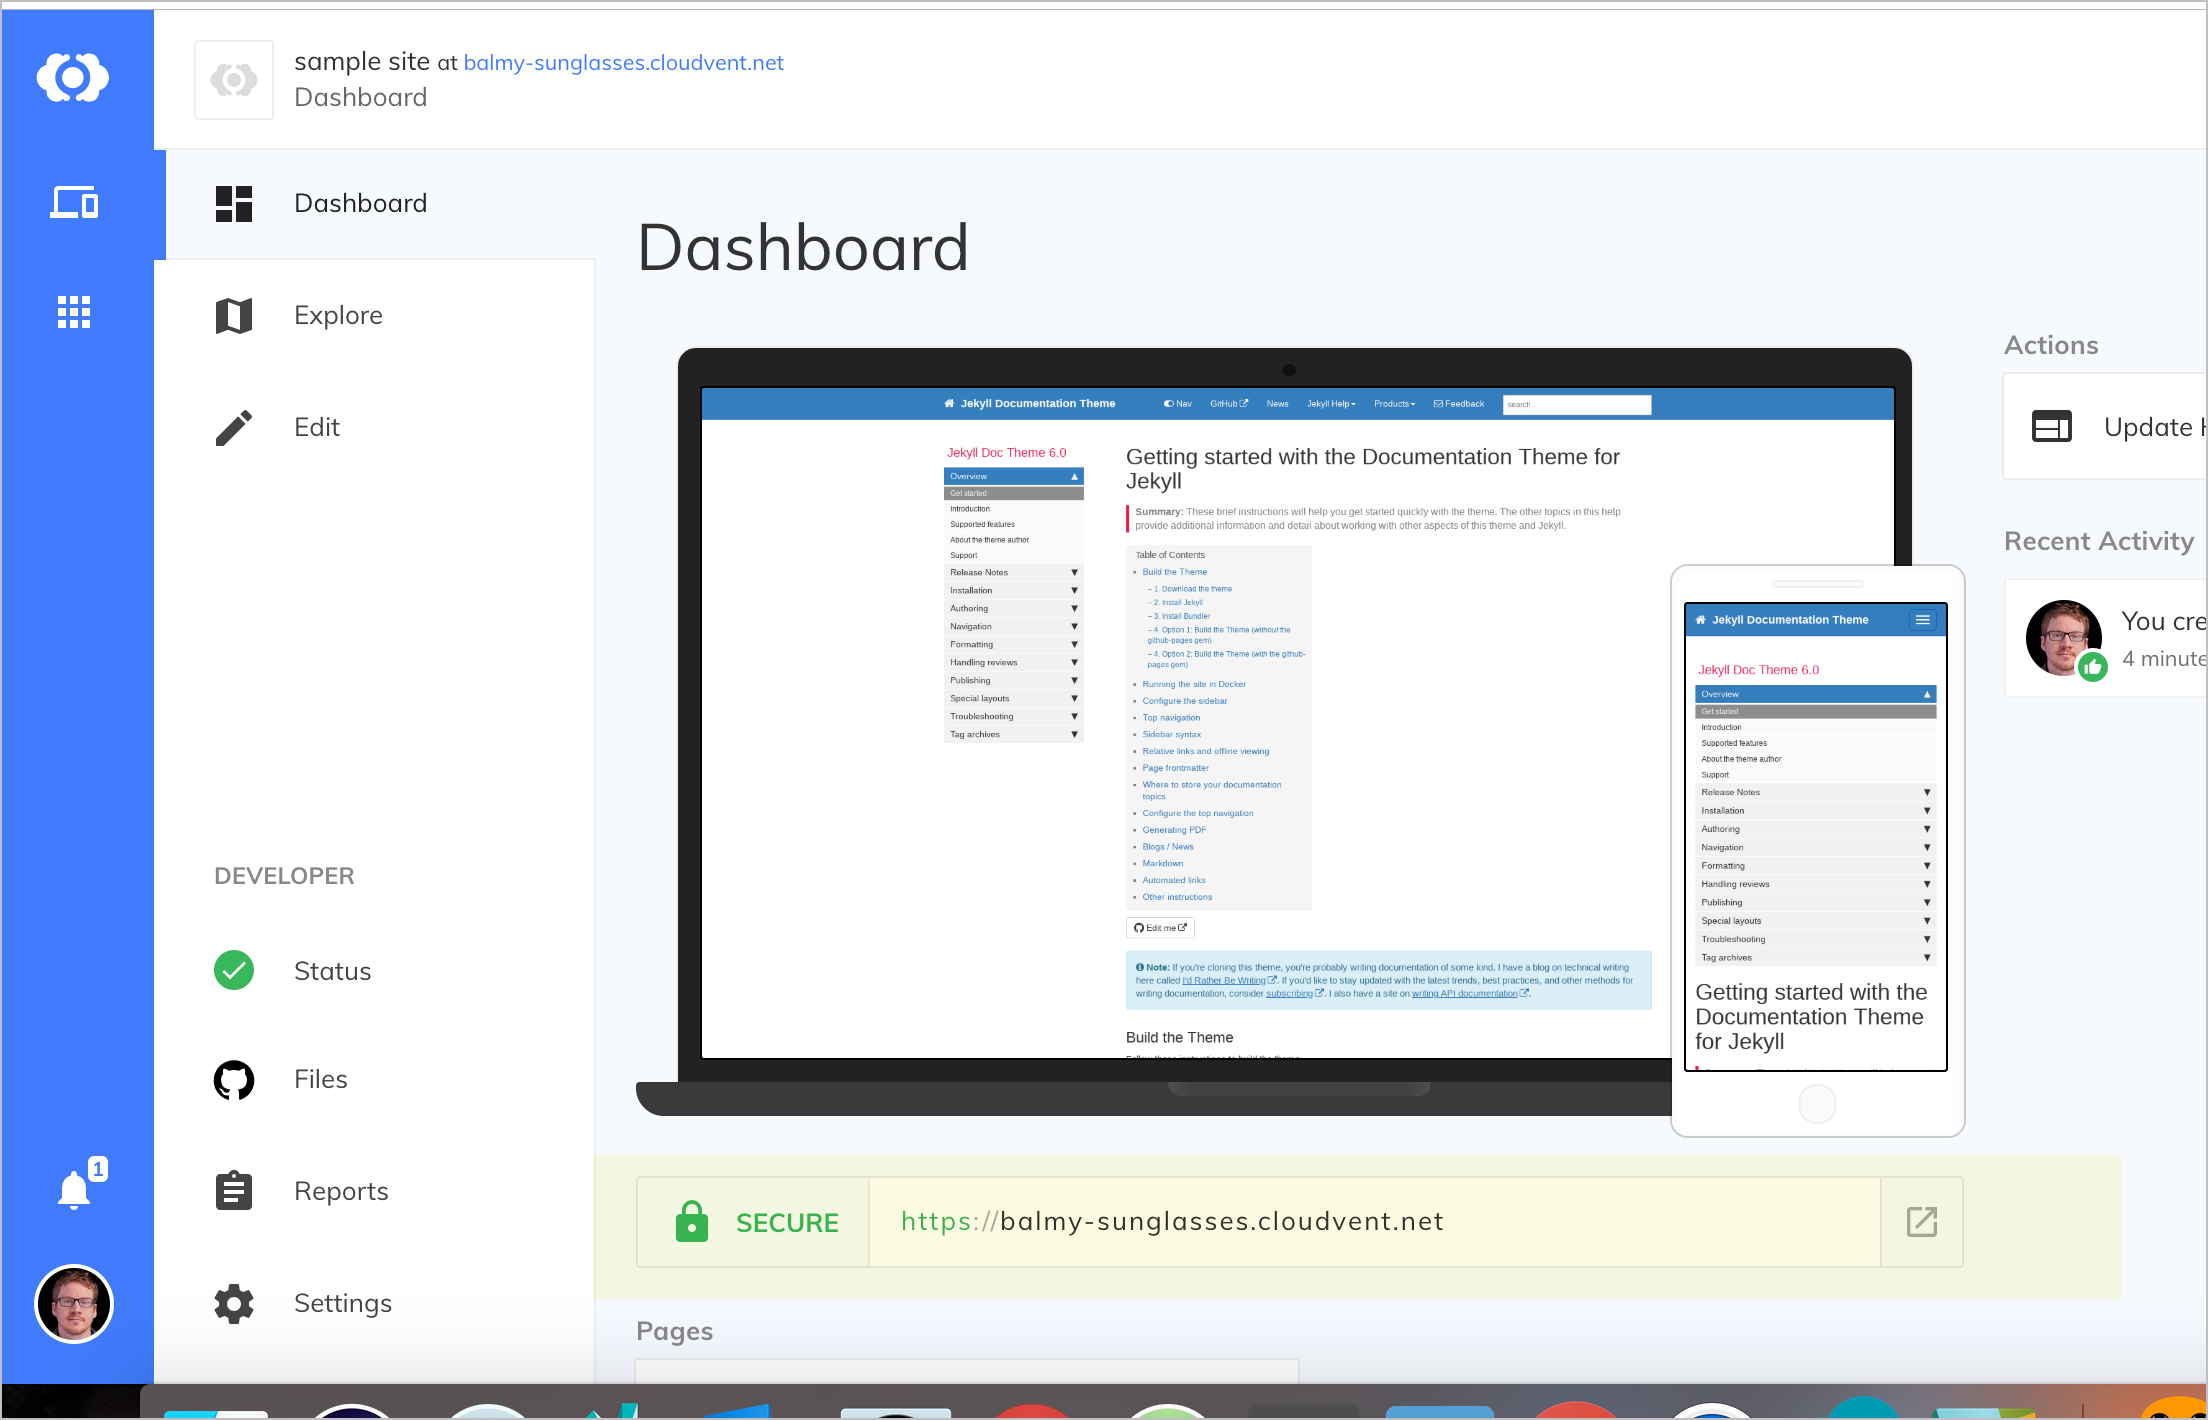 sample site at balmy-sunglasses.cloudvent.net
Dashboard
Dashboard
Explore
Edit
DEVELOPER
Status
Files
Reports
Settings
1
Dashboard
Jekyll Documentation Theme
Nav
GitHub
News
Jekyll Help
Products
Feedback
search...
Jekyll Doc Theme 6.0
Overview
Get started
Introduction
Supported features
About the theme author
Support
Release Notes
Installation
Authoring
Navigation
Formatting
Handling reviews
Publishing
Special layouts
Troubleshooting
Tag archives
Getting started with the Documentation Theme for
Jekyll
Summary: These brief instructions will help you get started quickly with the theme. The other topics in this help
provide additional information and detail about working with other aspects of this theme and Jekyll.
Table of Contents
Build the Theme
– 1. Download the theme
– 2. Install Jekyll
– 3. Install Bundler
– 4. Option 1: Build the Theme (without the
github-pages gem)
– 4. Option 2: Build the Theme (with the github-
pages gem)
Running the site in Docker
Configure the sidebar
Top navigation
Sidebar syntax
Relative links and offline viewing
Page frontmatter
Where to store your documentation
topics
Configure the top navigation
Generating PDF
Blogs / News
Markdown
Automated links
Other instructions
Edit me
Note: If you're cloning this theme, you're probably writing documentation of some kind. I have a blog on technical writing
here called I'd Rather Be Writing. If you'd like to stay updated with the latest trends, best practices, and other methods for
writing documentation, consider subscribing. I also have a site on writing API documentation.
Build the Theme
Jekyll Documentation Theme
Jekyll Doc Theme 6.0
Overview
Get started
Introduction
Supported features
About the theme author
Support
Release Notes
Installation
Authoring
Navigation
Formatting
Handling reviews
Publishing
Special layouts
Troubleshooting
Tag archives
Getting started with the
Documentation Theme
for Jekyll
SECURE
https://balmy-sunglasses.cloudvent.net
Pages
Actions
Update
Recent Activity
You cre
4 minute